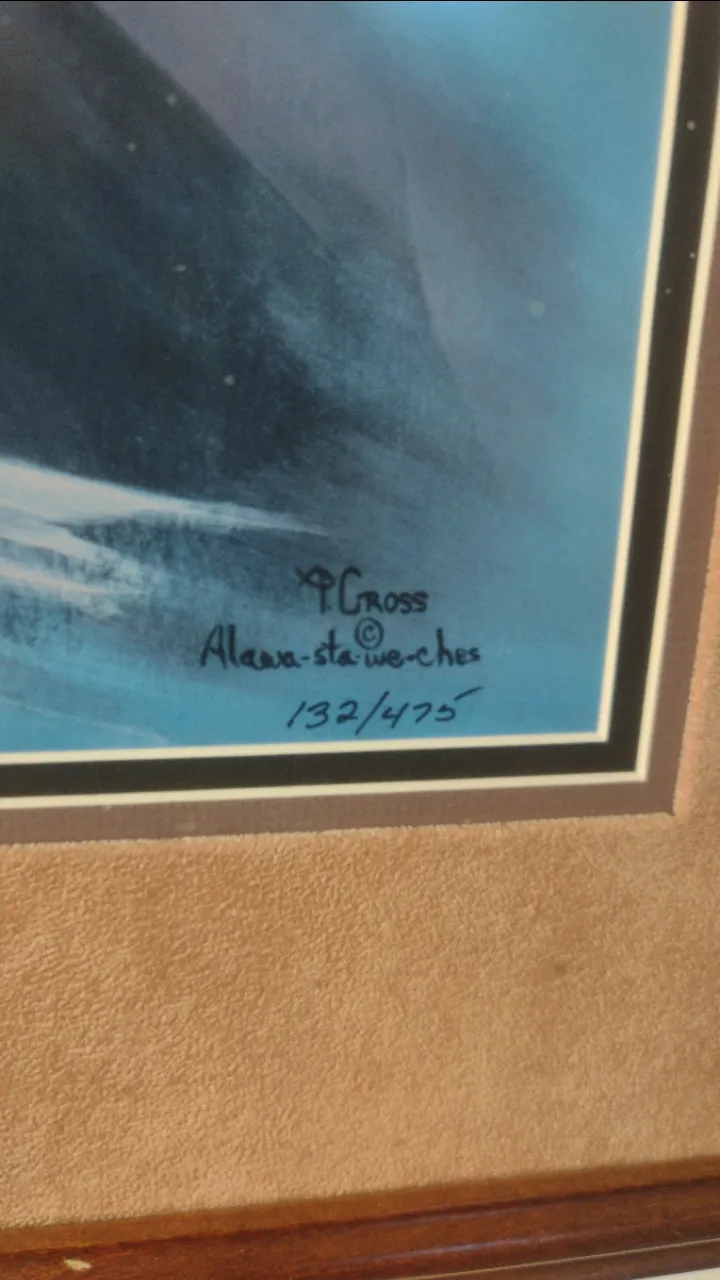 P. Gross
©
Alawa-sta-we-ches
132/475